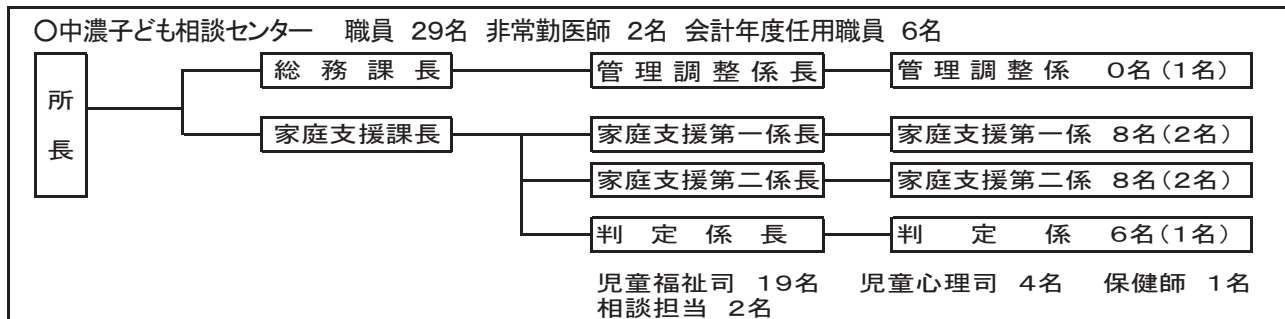 〇中濃子ども相談センター 職員 29名 非常勤医師 2名 会計年度任用職員 6名
所長
総務課長 管理調整係長 管理調整係 0名(1名)
家庭支援課長 家庭支援第一係長 家庭支援第一係 8名(2名)
家庭支援第二係長 家庭支援第二係 8名(2名)
判定係長 判定係 6名(1名)
児童福祉司 19名 児童心理司 4名 保健師 1名
相談担当 2名